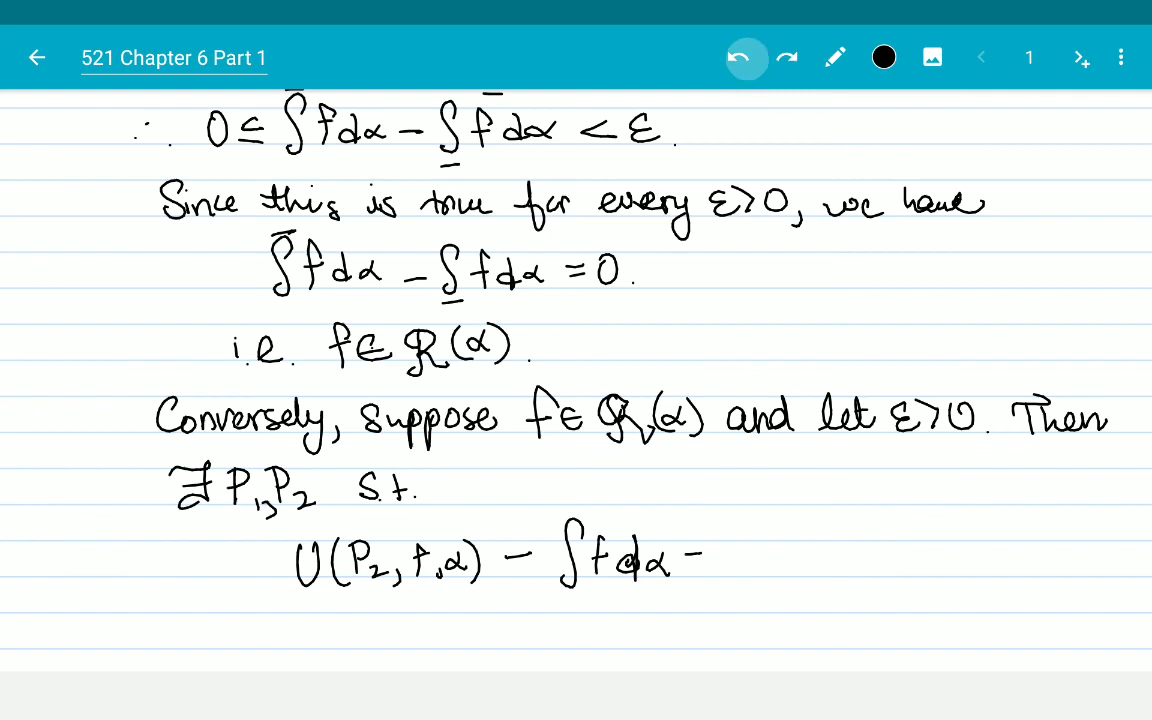 521 Chapter 6 Part 1
1
∴ 0 ≤ ∫̅ f dα − ∫̲ f dα < ε.
Since this is true for every ε>0, we have
∫̅ f dα − ∫̲ f dα = 0.
i.e. f ∈ ℛ(α).
Conversely, suppose f ∈ ℛ(α) and let ε>0. Then
∃ P₁, P₂ s.t.
U(P₂, f, α) − ∫ f dα −